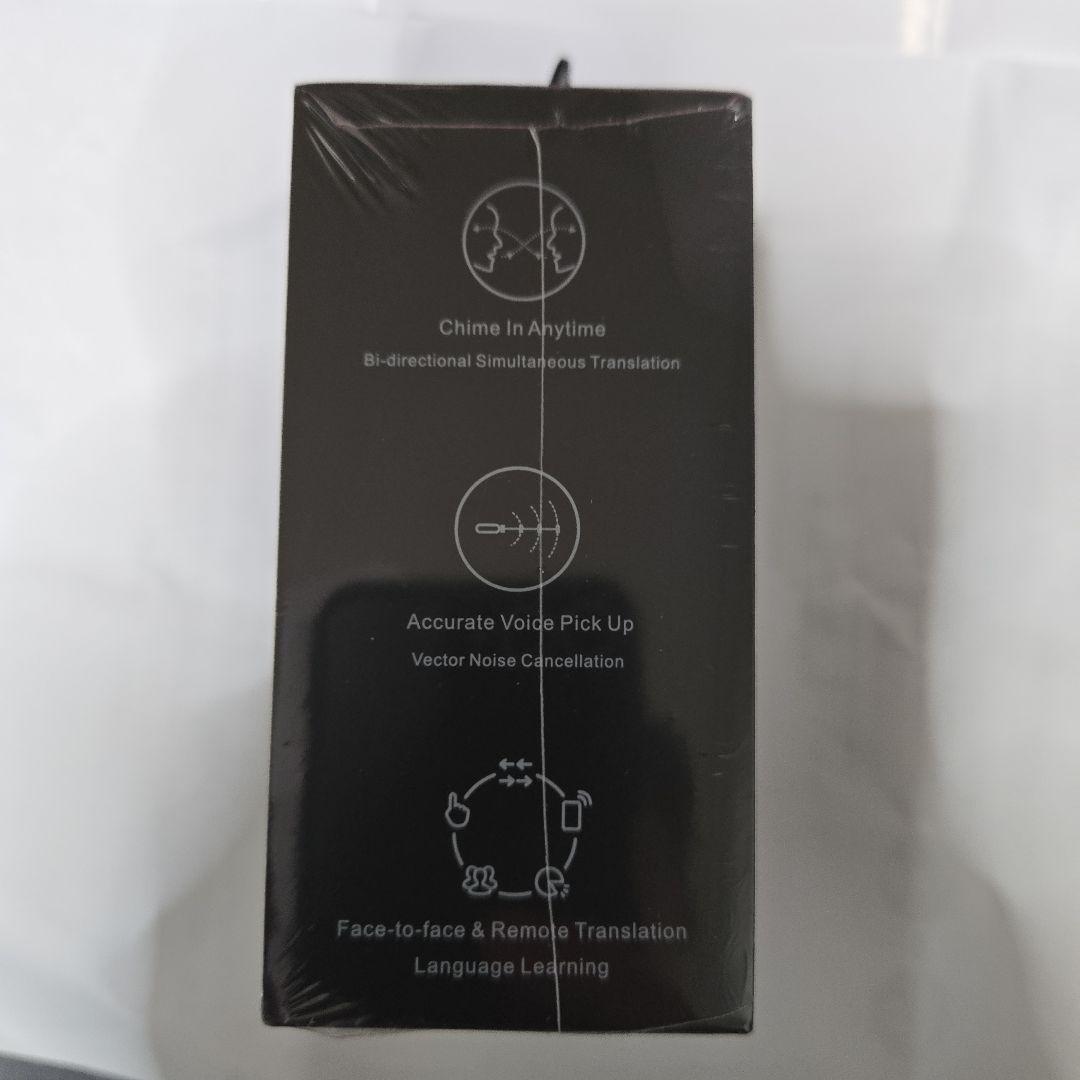 Chime In Anytime
Bi-directional Simultaneous Translation
Accurate Voice Pick Up
Vector Noise Cancellation
Face-to-face & Remote Translation
Language Learning